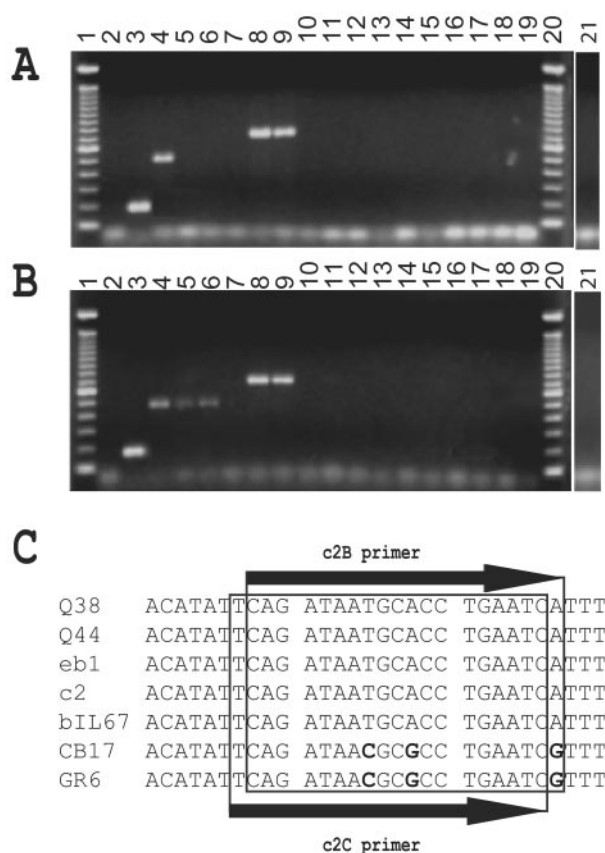 1 2 3 4 5 6 7 8 9 10 11 12 13 14 15 16 17 18 19 20 21
A
1 2 3 4 5 6 7 8 9 10 11 12 13 14 15 16 17 18 19 20 21
B
C
c2B primer
Q38 ACATATTCAG ATAATGCACC TGAATCATTT
Q44 ACATATTCAG ATAATGCACC TGAATCATTT
eb1 ACATATTCAG ATAATGCACC TGAATCATTT
c2 ACATATTCAG ATAATGCACC TGAATCATTT
bIL67 ACATATTCAG ATAATGCACC TGAATCATTT
CB17 ACATATTCAG ATAACGCGCC TGAATCGTTT
GR6 ACATATTCAG ATAACGCGCC TGAATCGTTT
c2C primer